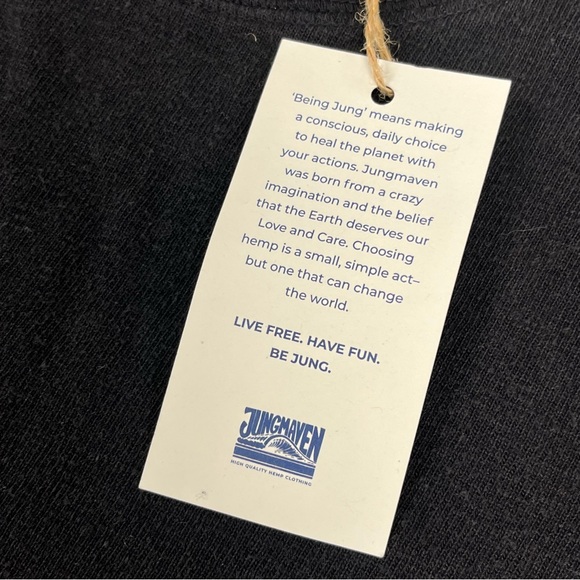 ‘Being Jung’ means making
a conscious, daily choice
to heal the planet with
your actions. Jungmaven
was born from a crazy
imagination and the belief
that the Earth deserves our
Love and Care. Choosing
hemp is a small, simple act–
but one that can change
the world.
LIVE FREE. HAVE FUN.
BE JUNG.
JUNGMAVEN
HIGH QUALITY HEMP CLOTHING